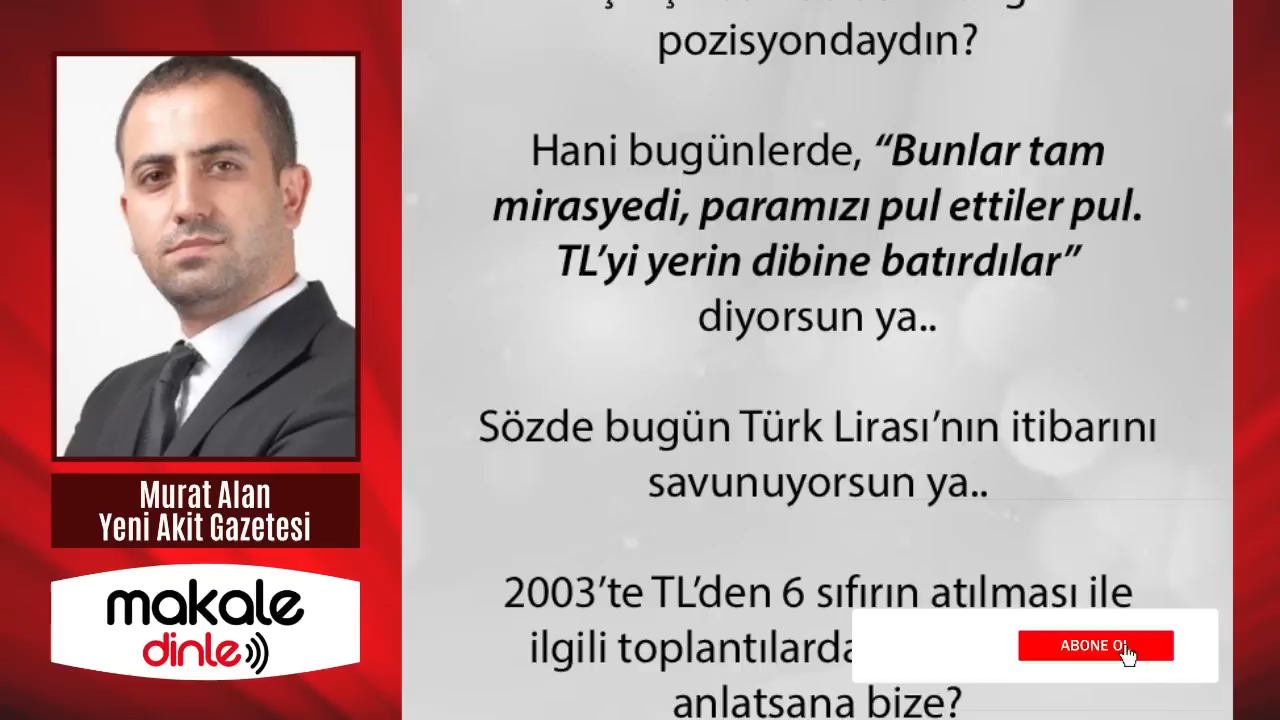 pozisyondaydın?
Hani bugünlerde, “Bunlar tam
mirasyedi, paramızı pul ettiler pul.
TL’yi yerin dibine batırdılar”
diyorsun ya..
Sözde bugün Türk Lirası’nın itibarını
savunuyorsun ya..
2003’te TL’den 6 sıfırın atılması ile
ilgili toplantılarda
anlatsana bize?
Murat Alan
Yeni Akit Gazetesi
makale
dinle
ABONE OL